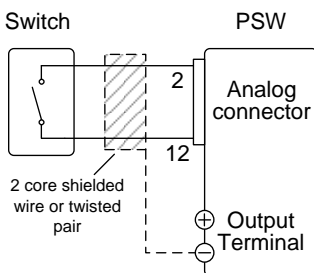 Switch
PSW
2
Analog
connector
12
2 core shielded
wire or twisted
pair
Output
Terminal